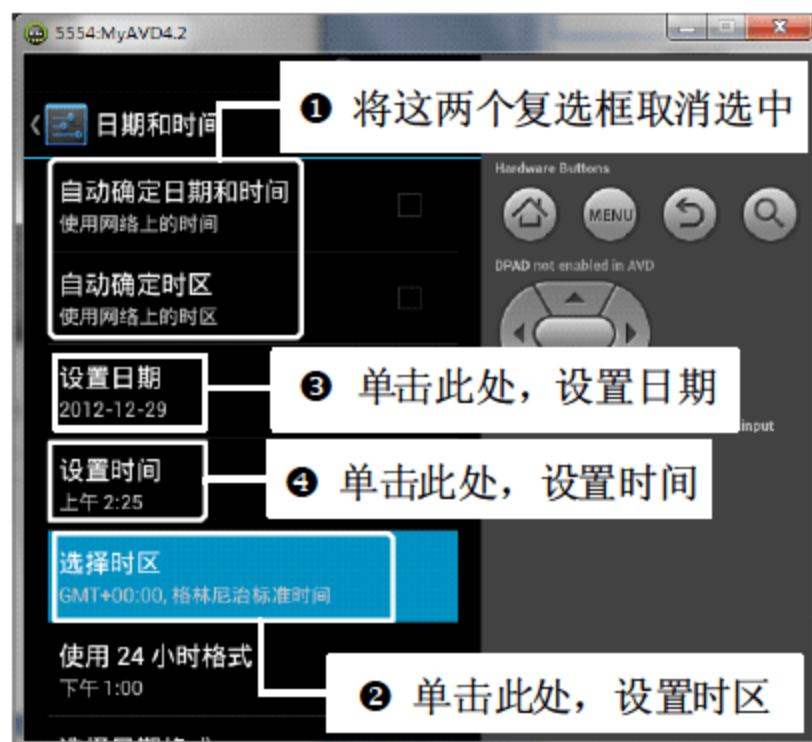 5554:MyAVD4.2
❶ 将这两个复选框取消选中
日期和时间
Hardware Buttons
自动确定日期和时间
使用网络上的时间
MENU
DPAD not enabled in AVD
自动确定时区
使用网络上的时区
设置日期
2012-12-29
❸ 单击此处，设置日期
input
设置时间
上午 2:25
❹ 单击此处，设置时间
选择时区
GMT+00:00, 格林尼治标准时间
使用 24 小时格式
下午 1:00
❷ 单击此处，设置时区